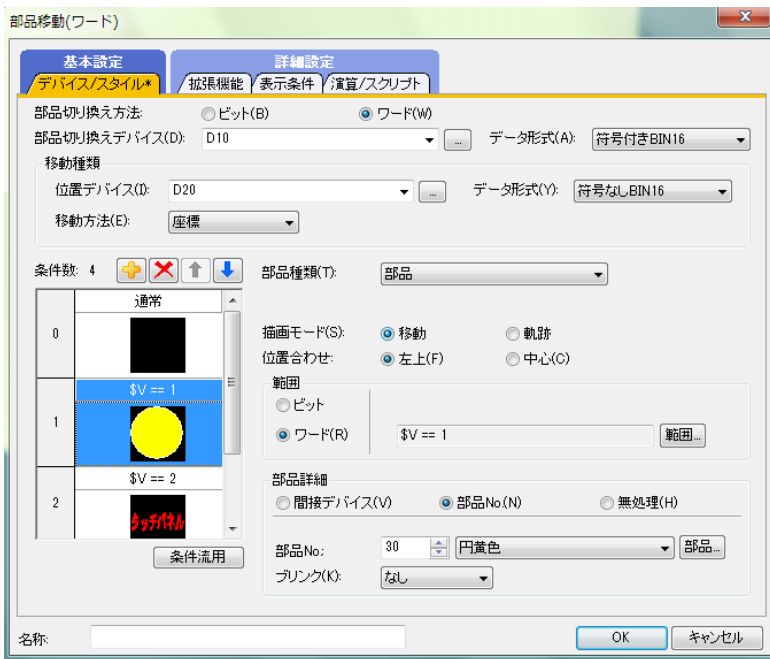 部品移動(ワード)
基本設定 詳細設定
デバイス/スタイル* 拡張機能 表示条件 演算/スクリプト
部品切り換え方法: ビット(B) ワード(W)
部品切り換えデバイス(D): D10 ... データ形式(A): 符号付きBIN16
移動種類
位置デバイス(I): D20 ... データ形式(Y): 符号なしBIN16
移動方法(E): 座標
条件数: 4 部品種類(T): 部品
通常
0
描画モード(S): 移動 軌跡
位置合わせ: 左上(F) 中心(C)
$V == 1
1
範囲
ビット
ワード(R) $V == 1 範囲...
$V == 2
2
タッチパネル
部品詳細
間接デバイス(V) 部品No.(N) 無処理(H)
条件流用
部品No.: 30 円黄色 部品...
ブリンク(K): なし
名称: OK キャンセル